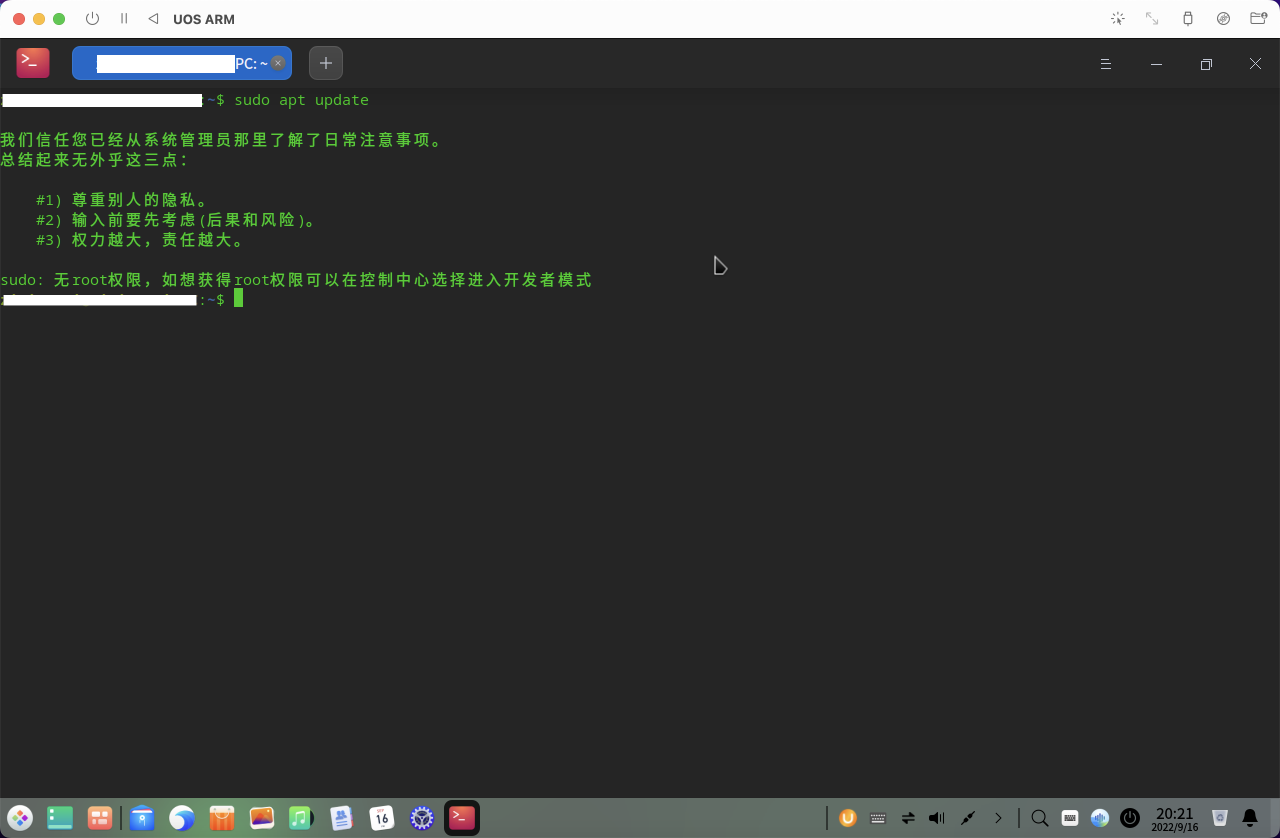 UOS ARM
PC: ~
:~$ sudo apt update
我们信任您已经从系统管理员那里了解了日常注意事项。
总结起来无外乎这三点：
#1) 尊重别人的隐私。
#2) 输入前要先考虑(后果和风险)。
#3) 权力越大，责任越大。
sudo: 无root权限，如想获得root权限可以在控制中心选择进入开发者模式
:~$
SEP
16
20:21
2022/9/16